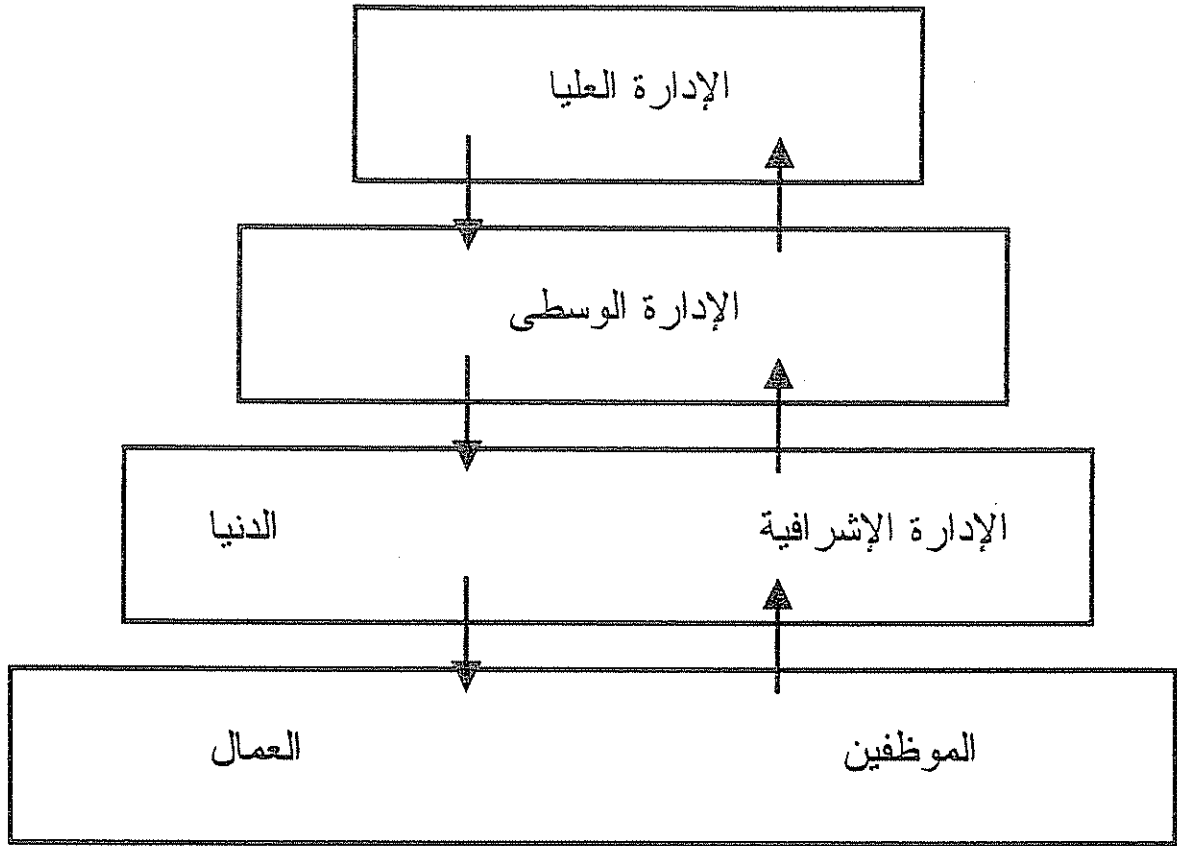 الإدارة العليا
الإدارة الوسطى
الإدارة الإشرافية الدنيا
الموظفين العمال